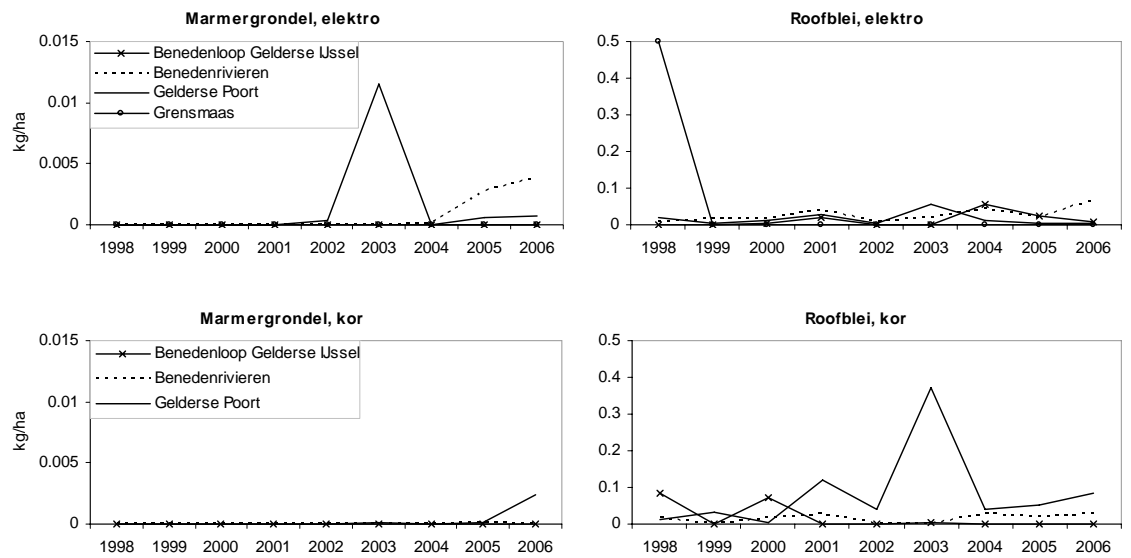 Marmergrondel, elektro
0.015
0.01
0.005
0
kg/ha
Benedenloop Gelderse IJssel
Benedenrivieren
Gelderse Poort
Grensmaas
1998 1999 2000 2001 2002 2003 2004 2005 2006
Roofblei, elektro
0.5
0.4
0.3
0.2
0.1
0
1998 1999 2000 2001 2002 2003 2004 2005 2006
Marmergrondel, kor
0.015
0.01
0.005
0
kg/ha
Benedenloop Gelderse IJssel
Benedenrivieren
Gelderse Poort
1998 1999 2000 2001 2002 2003 2004 2005 2006
Roofblei, kor
0.5
0.4
0.3
0.2
0.1
0
1998 1999 2000 2001 2002 2003 2004 2005 2006